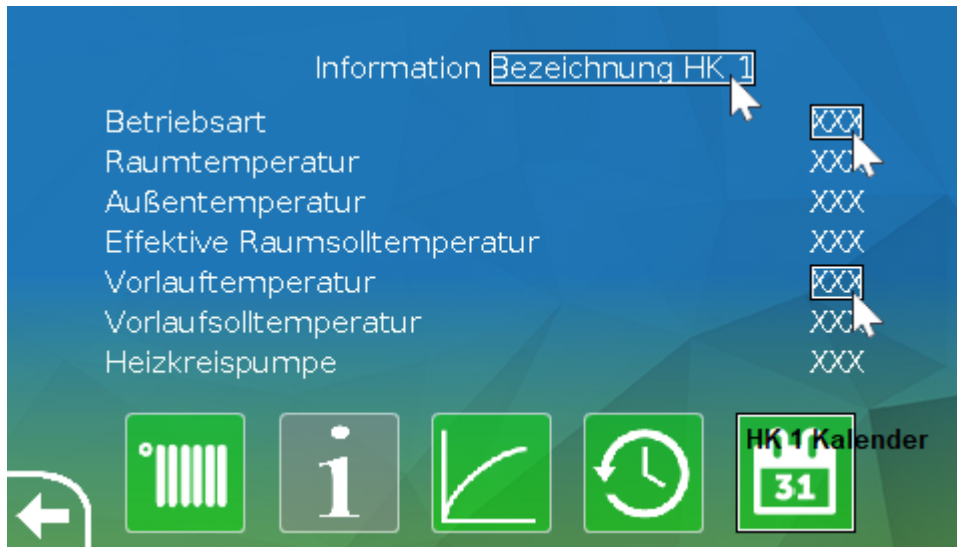 Information Bezeichnung HK 1
Betriebsart XXX
Raumtemperatur XXX
Außentemperatur XXX
Effektive Raumsolltemperatur XXX
Vorlauftemperatur XXX
Vorlaufsolltemperatur XXX
Heizkreispumpe XXX
HK 1 Kalender
i
31